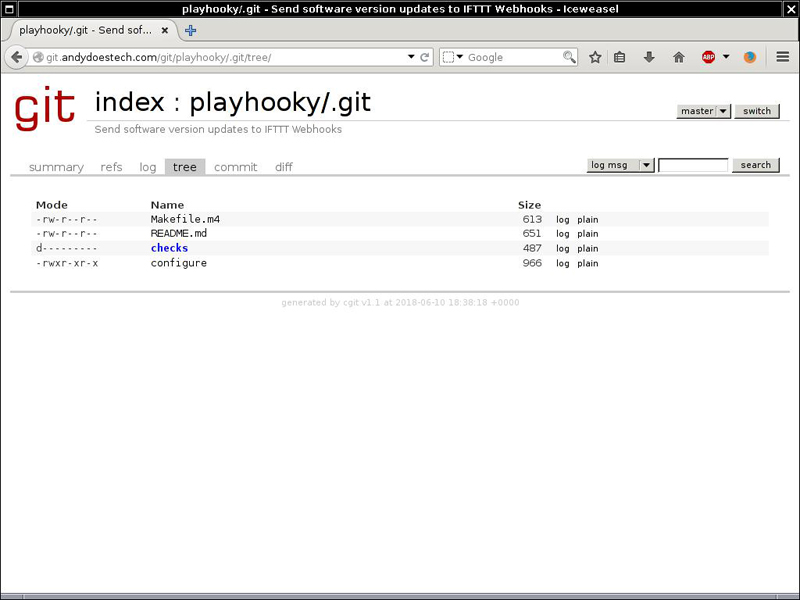 playhooky/.git - Send software version updates to IFTTT Webhooks - Iceweasel
playhooky/.git - Send sof...
git.andydoestech.com/git/playhooky/.git/tree/
Google
ABP
git
index : playhooky/.git
master
switch
Send software version updates to IFTTT Webhooks
summary refs log tree commit diff
log msg
search
Mode Name Size
-rw-r--r-- Makefile.m4 613 log plain
-rw-r--r-- README.md 651 log plain
d--------- checks 487 log plain
-rwxr-xr-x configure 966 log plain
generated by cgit v1.1 at 2018-06-10 18:38:18 +0000